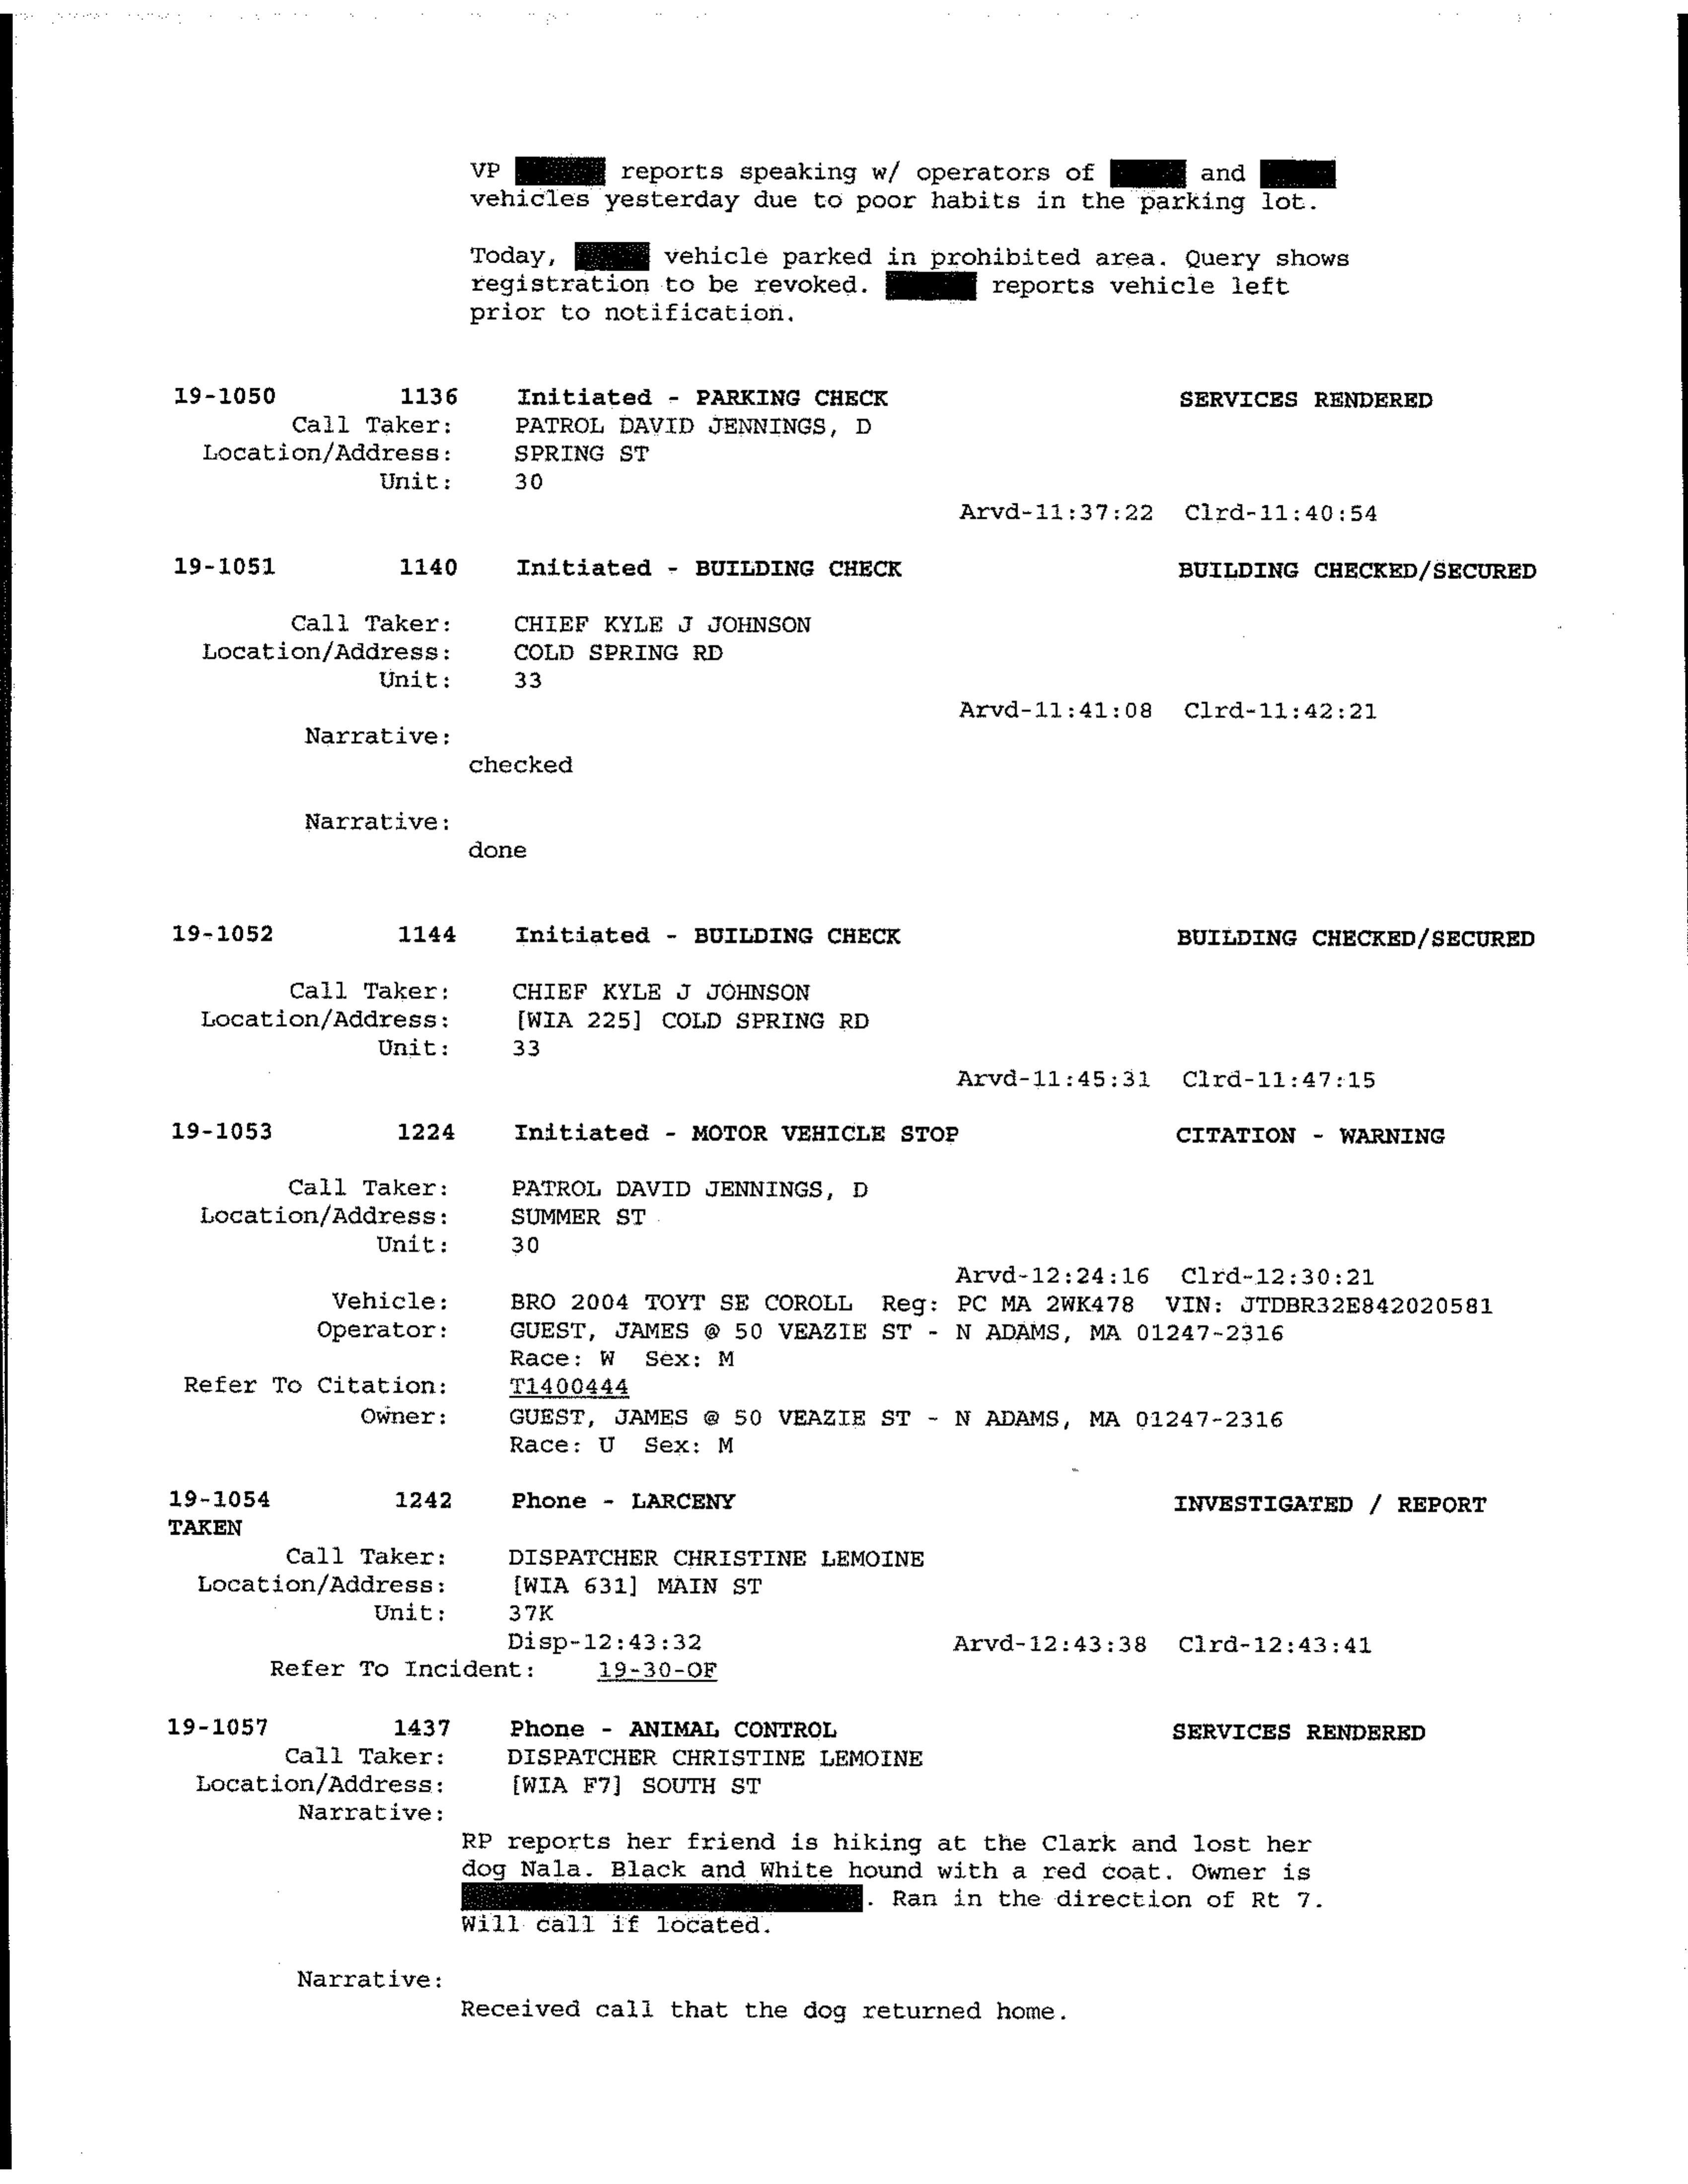 VP reports speaking w/ operators of and
vehicles yesterday due to poor habits in the parking lot.
Today, vehicle parked in prohibited area. Query shows
registration to be revoked. reports vehicle left
prior to notification.
19-1050 1136 Initiated - PARKING CHECK SERVICES RENDERED
Call Taker: PATROL DAVID JENNINGS, D
Location/Address: SPRING ST
Unit: 30
Arvd-11:37:22 Clrd-11:40:54
19-1051 1140 Initiated - BUILDING CHECK BUILDING CHECKED/SECURED
Call Taker: CHIEF KYLE J JOHNSON
Location/Address: COLD SPRING RD
Unit: 33
Arvd-11:41:08 Clrd-11:42:21
Narrative:
checked
Narrative:
done
19-1052 1144 Initiated - BUILDING CHECK BUILDING CHECKED/SECURED
Call Taker: CHIEF KYLE J JOHNSON
Location/Address: [WIA 225] COLD SPRING RD
Unit: 33
Arvd-11:45:31 Clrd-11:47:15
19-1053 1224 Initiated - MOTOR VEHICLE STOP CITATION - WARNING
Call Taker: PATROL DAVID JENNINGS, D
Location/Address: SUMMER ST
Unit: 30
Arvd-12:24:16 Clrd-12:30:21
Vehicle: BRO 2004 TOYT SE COROLL Reg: PC MA 2WK478 VIN: JTDBR32E842020581
Operator: GUEST, JAMES @ 50 VEAZIE ST - N ADAMS, MA 01247-2316
Race: W Sex: M
Refer To Citation: T1400444
Owner: GUEST, JAMES @ 50 VEAZIE ST - N ADAMS, MA 01247-2316
Race: U Sex: M
19-1054 1242 Phone - LARCENY INVESTIGATED / REPORT
TAKEN
Call Taker: DISPATCHER CHRISTINE LEMOINE
Location/Address: [WIA 631] MAIN ST
Unit: 37K
Disp-12:43:32 Arvd-12:43:38 Clrd-12:43:41
Refer To Incident: 19-30-OF
19-1057 1437 Phone - ANIMAL CONTROL SERVICES RENDERED
Call Taker: DISPATCHER CHRISTINE LEMOINE
Location/Address: [WIA F7] SOUTH ST
Narrative:
RP reports her friend is hiking at the Clark and lost her
dog Nala. Black and White hound with a red coat. Owner is
. Ran in the direction of Rt 7.
Will call if located.
Narrative:
Received call that the dog returned home.